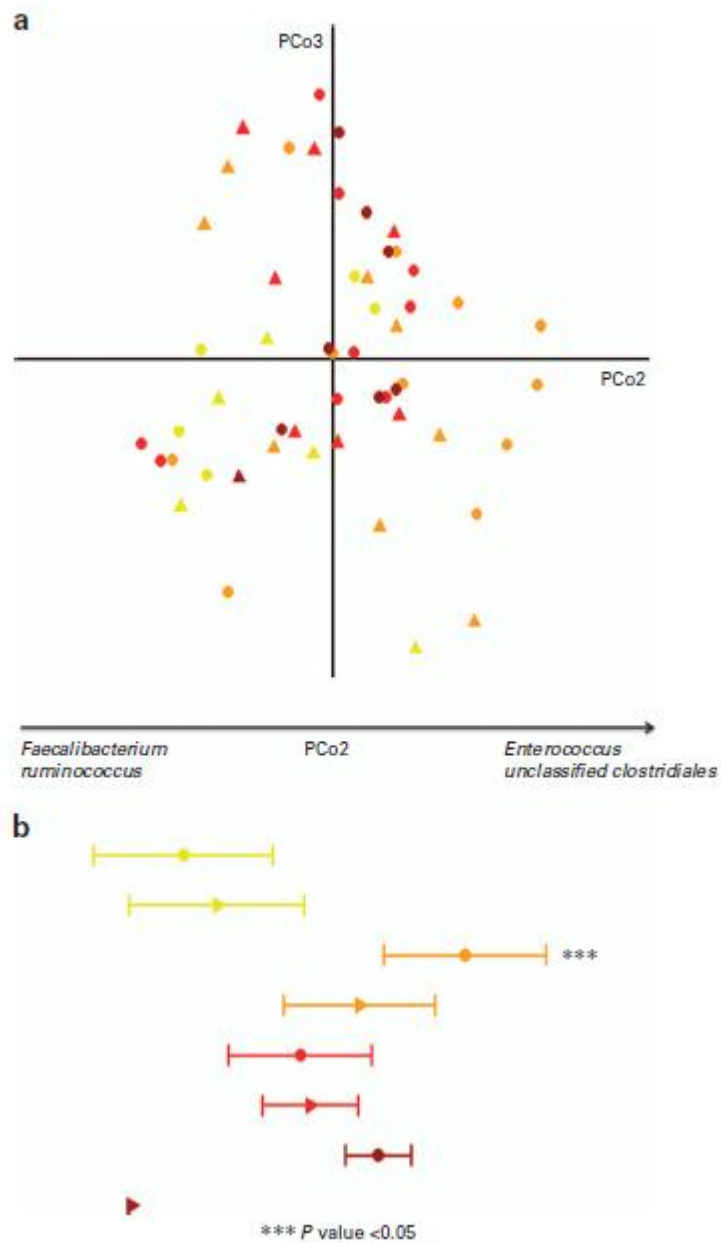 a
PCo3
PCo2
Faecalibacterium
ruminococcus
PCo2
Enterococcus
unclassified clostridiales
b
***
*** P value <0.05